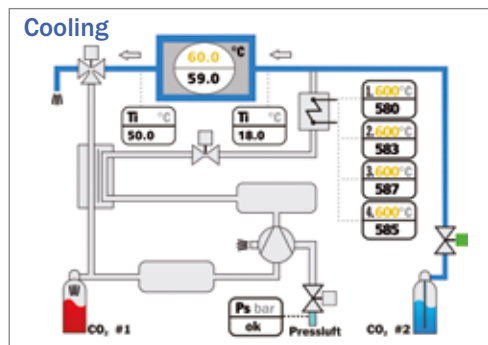 Cooling
°C
60.0
59.0
Ti °C
50.0
Ti °C
18.0
1. 600°C
580
2. 600°C
583
3. 600°C
587
4. 600°C
585
W
CO₂ #1
Ps bar
ok
Pressluft
CO₂ #2